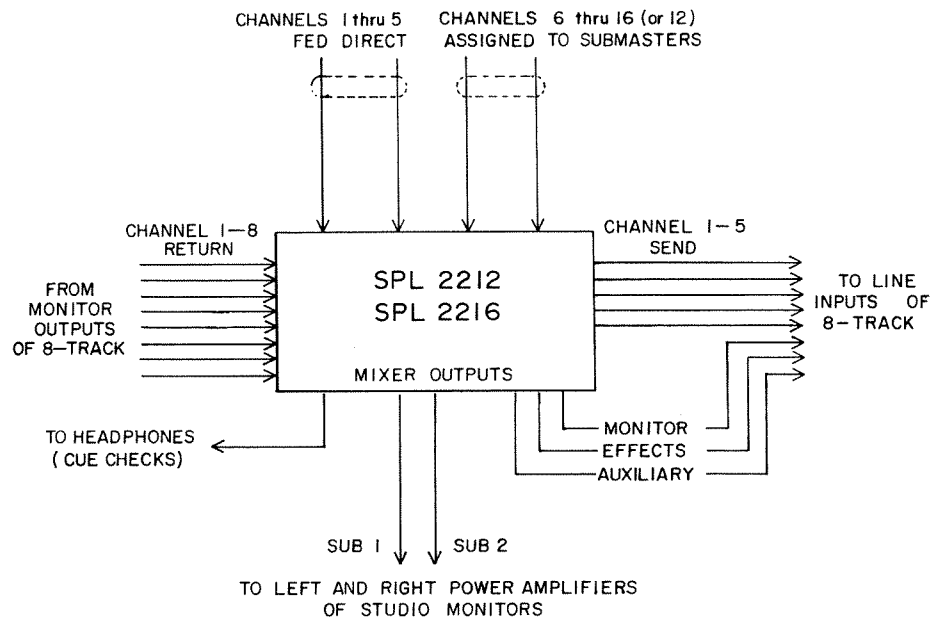 CHANNELS 1 thru 5
FED DIRECT
CHANNELS 6 thru 16 (or 12)
ASSIGNED TO SUBMASTERS
CHANNEL 1-8
RETURN
CHANNEL 1-5
SEND
FROM
MONITOR
OUTPUTS
OF 8-TRACK
SPL 2212
SPL 2216
MIXER OUTPUTS
TO LINE
INPUTS OF
8-TRACK
TO HEADPHONES
(CUE CHECKS)
MONITOR
EFFECTS
AUXILIARY
SUB 1
SUB 2
TO LEFT AND RIGHT POWER AMPLIFIERS
OF STUDIO MONITORS